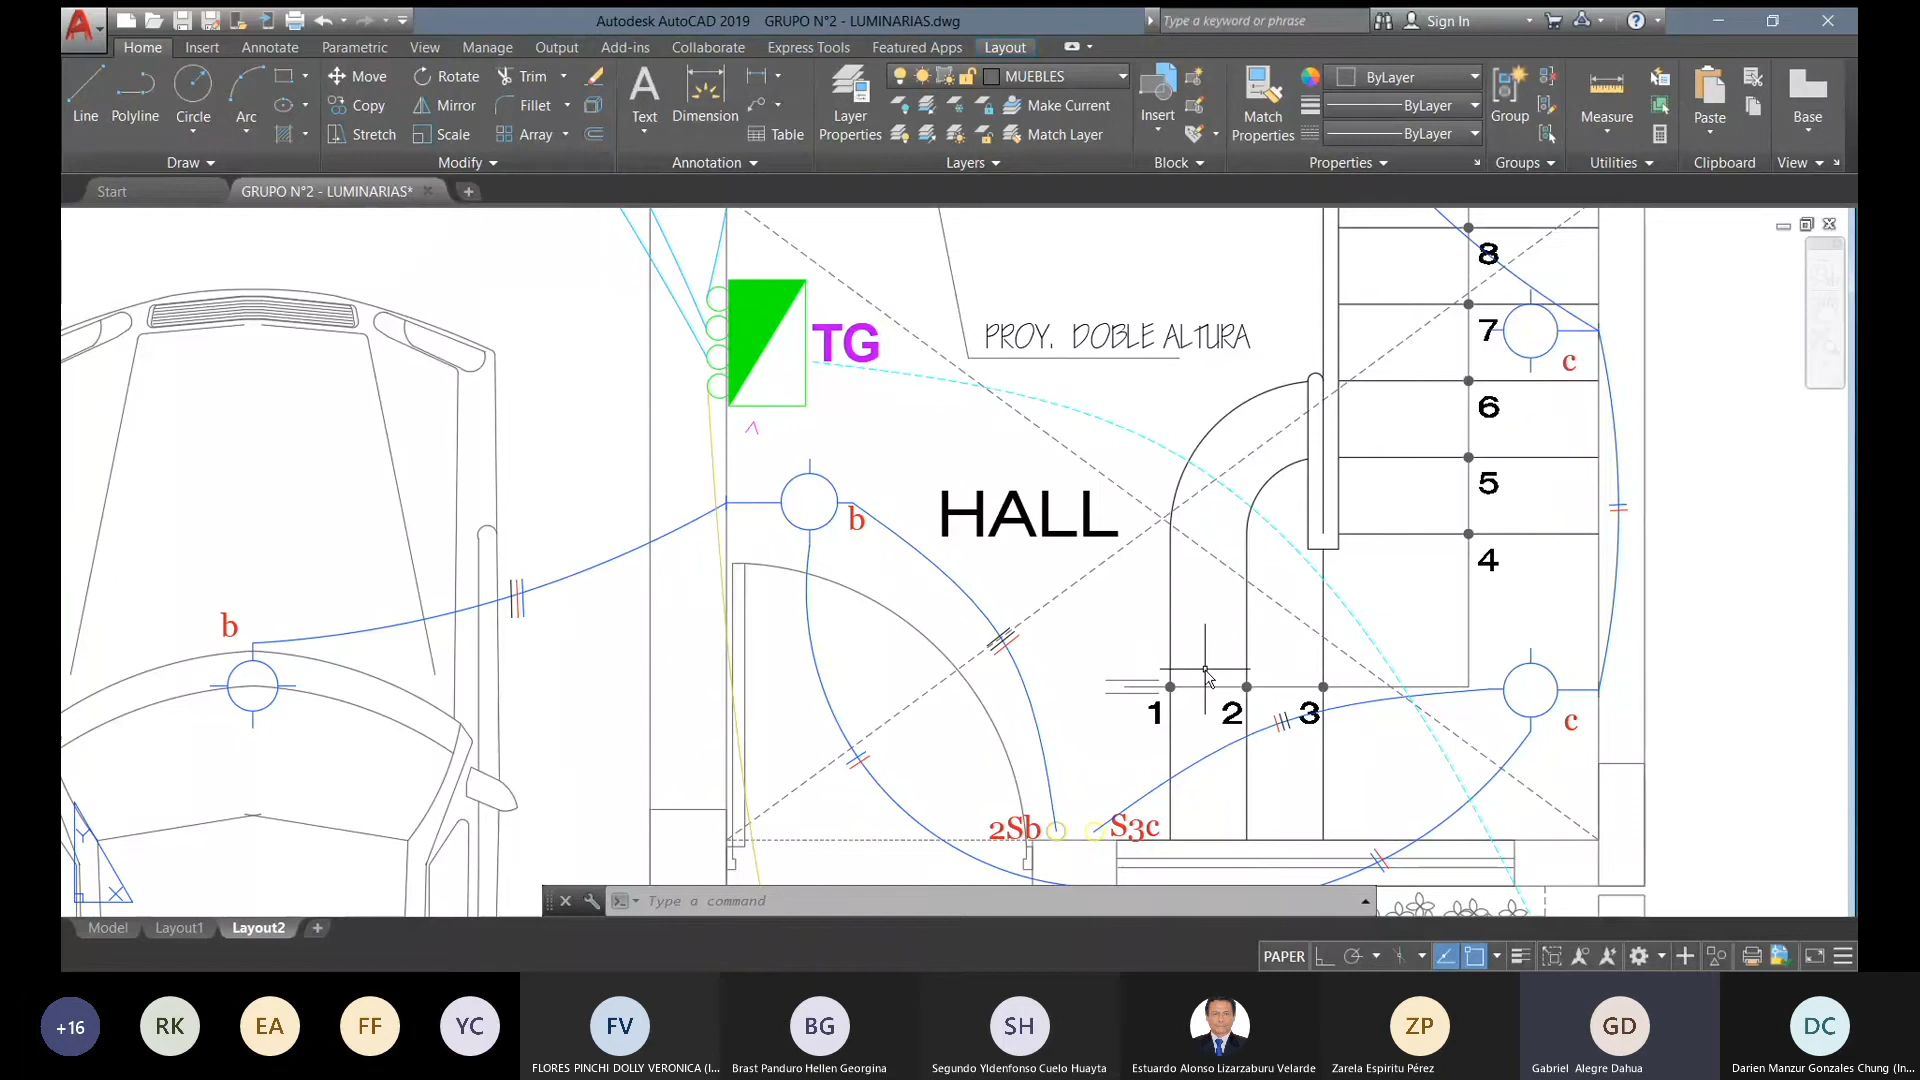 Autodesk AutoCAD 2019 GRUPO N°2 - LUMINARIAS.dwg
Type a keyword or phrase
Sign In
Home Insert Annotate Parametric View Manage Output Add-ins Collaborate Express Tools Featured Apps Layout
Line Polyline Circle Arc
Move Rotate Trim
Copy Mirror Fillet
Stretch Scale Array
Text Dimension Table
Layer Properties
MUEBLES
Make Current
Match Layer
Insert
Match Properties
ByLayer
ByLayer
ByLayer
Group
Measure
Paste
Base
Draw Modify Annotation Layers Block Properties Groups Utilities Clipboard View
Start
GRUPO N°2 - LUMINARIAS*
8
TG
PROY. DOBLE ALTURA
7
c
6
5
b
HALL
4
b
1 2 3
c
2Sb S3c
Y
X
Type a command
Model Layout1 Layout2
PAPER
+16 RK EA FF YC FV BG SH ZP GD DC
FLORES PINCHI DOLLY VERONICA (I...
Brast Panduro Hellen Georgina
Segundo Yldenfonso Cuelo Huayta
Estuardo Alonso Lizarzaburu Velarde
Zarela Espiritu Pérez
Gabriel Alegre Dahua
Darien Manzur Gonzales Chung (In...